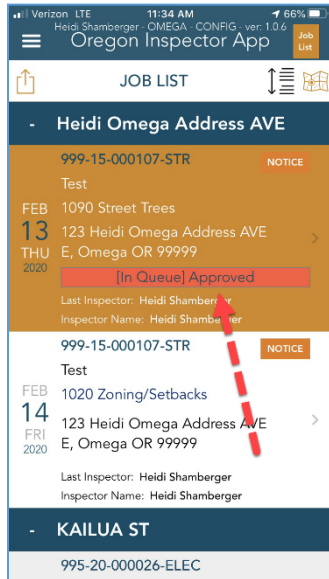 Verizon LTE 11:34 AM 66%
Heidi Shamberger - OMEGA - CONFIG - ver: 1.0.6
Oregon Inspector App
Job
List
JOB LIST
- Heidi Omega Address AVE
999-15-000107-STR
NOTICE
Test
FEB
13
THU
2020
1090 Street Trees
123 Heidi Omega Address AVE
E, Omega OR 99999
[In Queue] Approved
Last Inspector: Heidi Shamberger
Inspector Name: Heidi Shamberger
999-15-000107-STR
NOTICE
Test
FEB
14
FRI
2020
1020 Zoning/Setbacks
123 Heidi Omega Address AVE
E, Omega OR 99999
Last Inspector: Heidi Shamberger
Inspector Name: Heidi Shamberger
- KAILUA ST
995-20-000026-ELEC